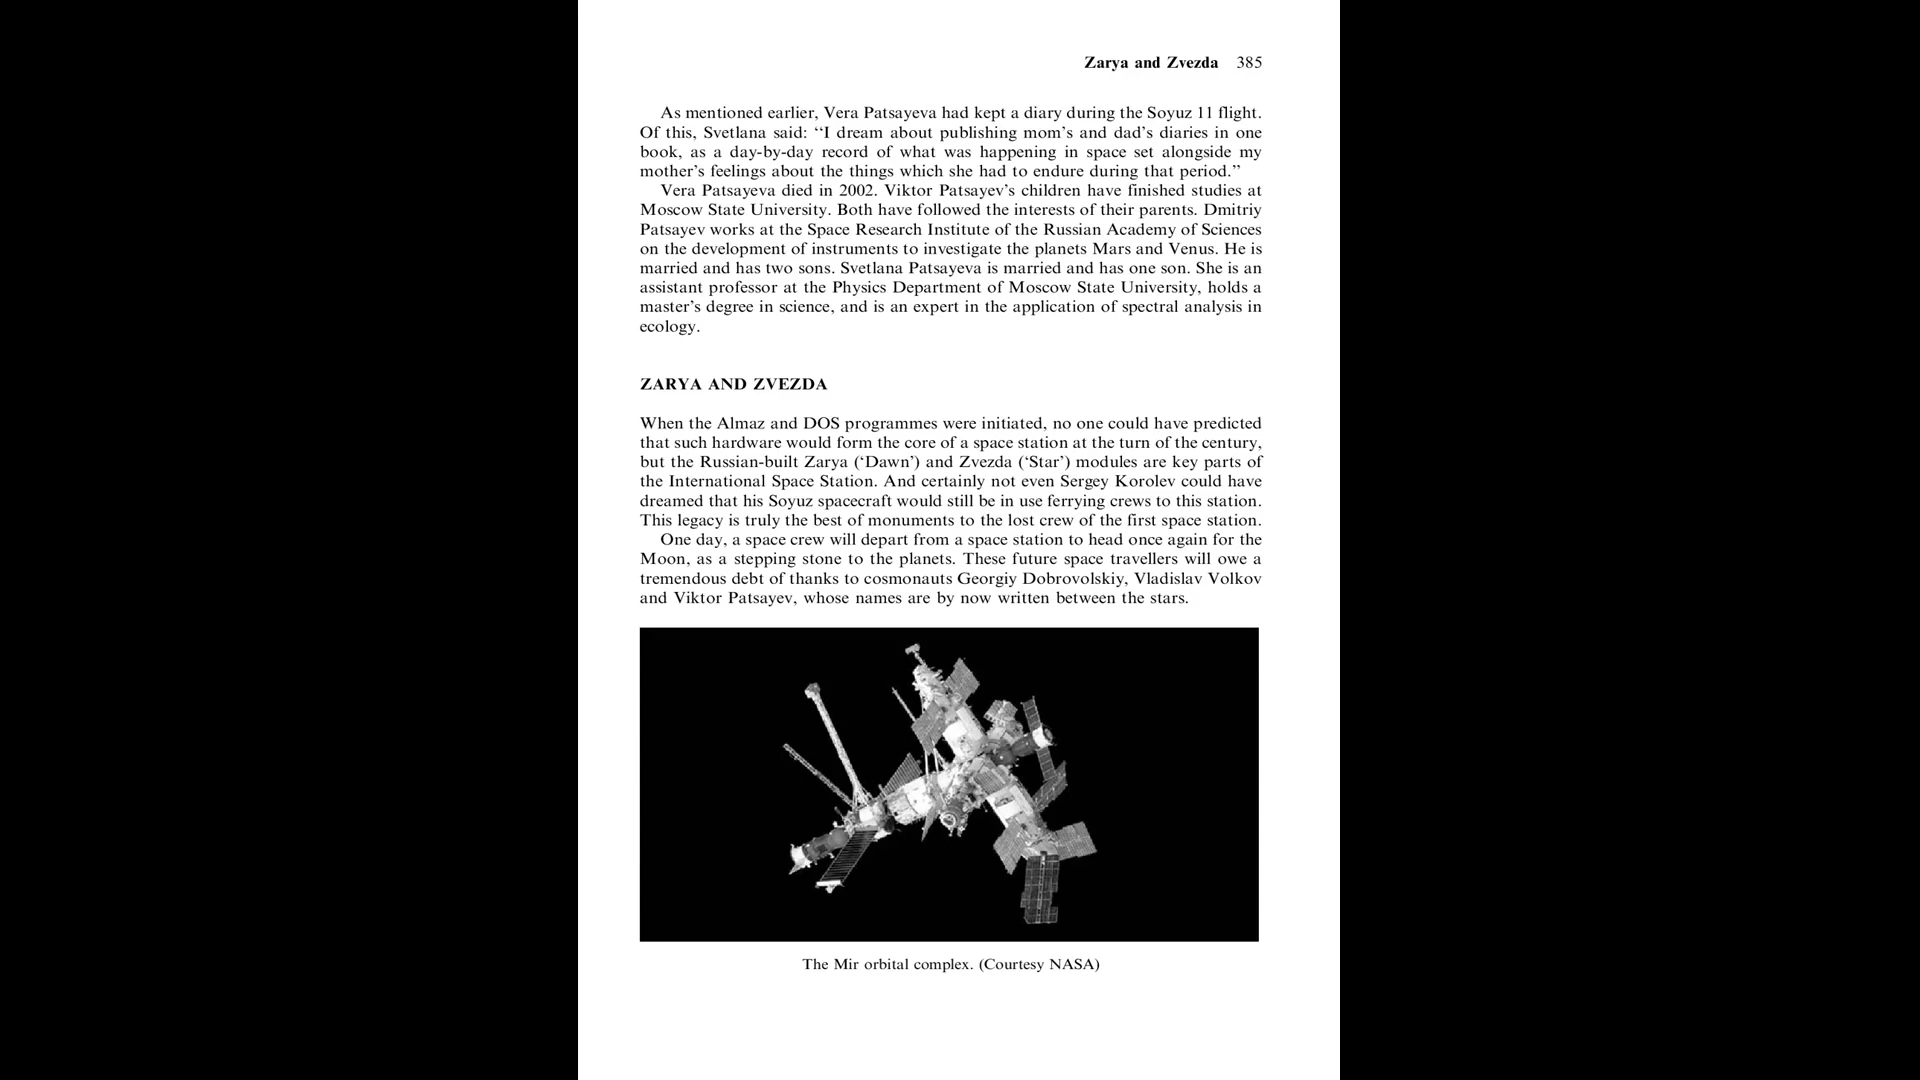 Zarya and Zvezda 385
As mentioned earlier, Vera Patsayeva had kept a diary during the Soyuz 11 flight.
Of this, Svetlana said: ‘‘I dream about publishing mom’s and dad’s diaries in one
book, as a day-by-day record of what was happening in space set alongside my
mother’s feelings about the things which she had to endure during that period.’’
Vera Patsayeva died in 2002. Viktor Patsayev’s children have finished studies at
Moscow State University. Both have followed the interests of their parents. Dmitriy
Patsayev works at the Space Research Institute of the Russian Academy of Sciences
on the development of instruments to investigate the planets Mars and Venus. He is
married and has two sons. Svetlana Patsayeva is married and has one son. She is an
assistant professor at the Physics Department of Moscow State University, holds a
master’s degree in science, and is an expert in the application of spectral analysis in
ecology.
ZARYA AND ZVEZDA
When the Almaz and DOS programmes were initiated, no one could have predicted
that such hardware would form the core of a space station at the turn of the century,
but the Russian-built Zarya (‘Dawn’) and Zvezda (‘Star’) modules are key parts of
the International Space Station. And certainly not even Sergey Korolev could have
dreamed that his Soyuz spacecraft would still be in use ferrying crews to this station.
This legacy is truly the best of monuments to the lost crew of the first space station.
One day, a space crew will depart from a space station to head once again for the
Moon, as a stepping stone to the planets. These future space travellers will owe a
tremendous debt of thanks to cosmonauts Georgiy Dobrovolskiy, Vladislav Volkov
and Viktor Patsayev, whose names are by now written between the stars.
The Mir orbital complex. (Courtesy NASA)